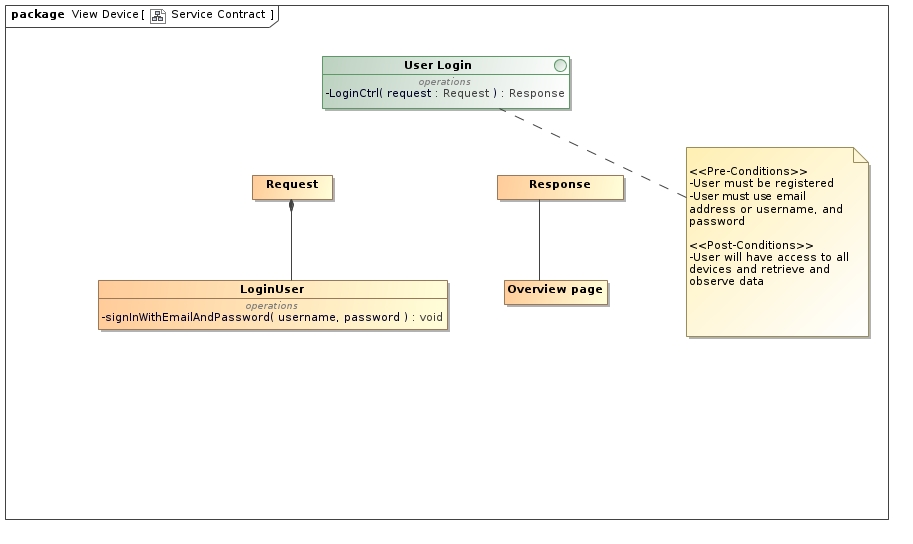 package View Device[ Service Contract ]
User Login
operations
-LoginCtrl( request : Request ) : Response
<<Pre-Conditions>>
-User must be registered
-User must use email
address or username, and
password
<<Post-Conditions>>
-User will have access to all
devices and retrieve and
observe data
Request
Response
LoginUser
operations
-signInWithEmailAndPassword( username, password ) : void
Overview page